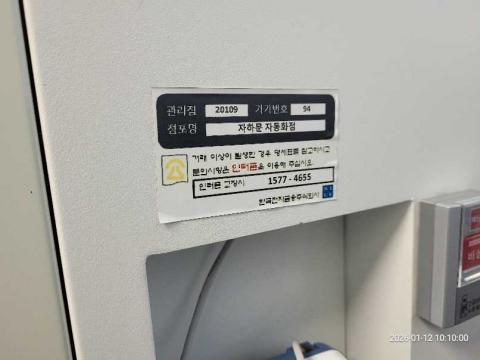 관리점 20109 기기번호 94
점포명 자하문 자동화점
거래 이상이 발생한 경우 명세표를 참고하시고
문의사항은 인터폰을 이용해 주십시오.
인터폰 고장시 1577-4655
한국전자금융주식회사
2026-01-12 10:10:00